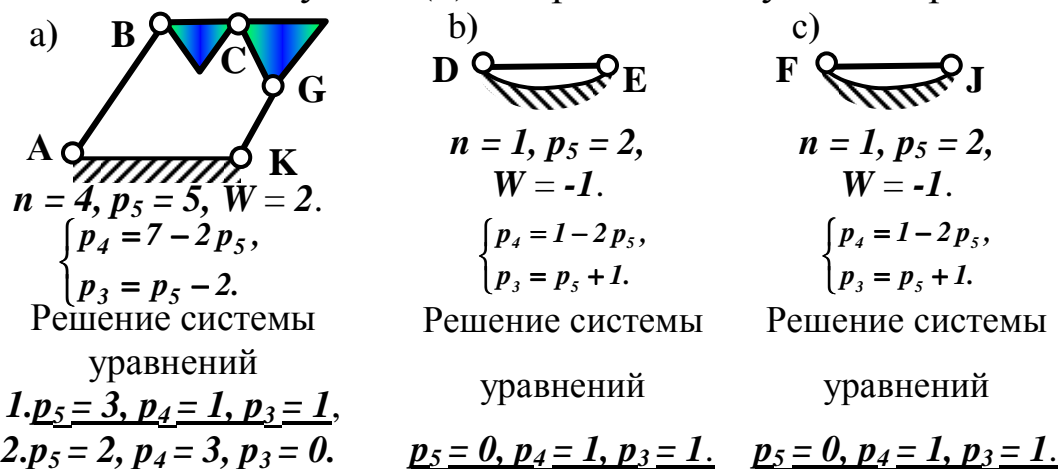 a)
B
C
G
A
K
n = 4, p₅ = 5, W = 2.
p₄ = 7 − 2p₅,
p₃ = p₅ − 2.
Решение системы
уравнений
1.p₅ = 3, p₄ = 1, p₃ = 1,
2.p₅ = 2, p₄ = 3, p₃ = 0.
b)
D
E
n = 1, p₅ = 2,
W = -1.
p₄ = 1 − 2p₅,
p₃ = p₅ + 1.
Решение системы
уравнений
p₅ = 0, p₄ = 1, p₃ = 1.
c)
F
J
n = 1, p₅ = 2,
W = -1.
p₄ = 1 − 2p₅,
p₃ = p₅ + 1.
Решение системы
уравнений
p₅ = 0, p₄ = 1, p₃ = 1.